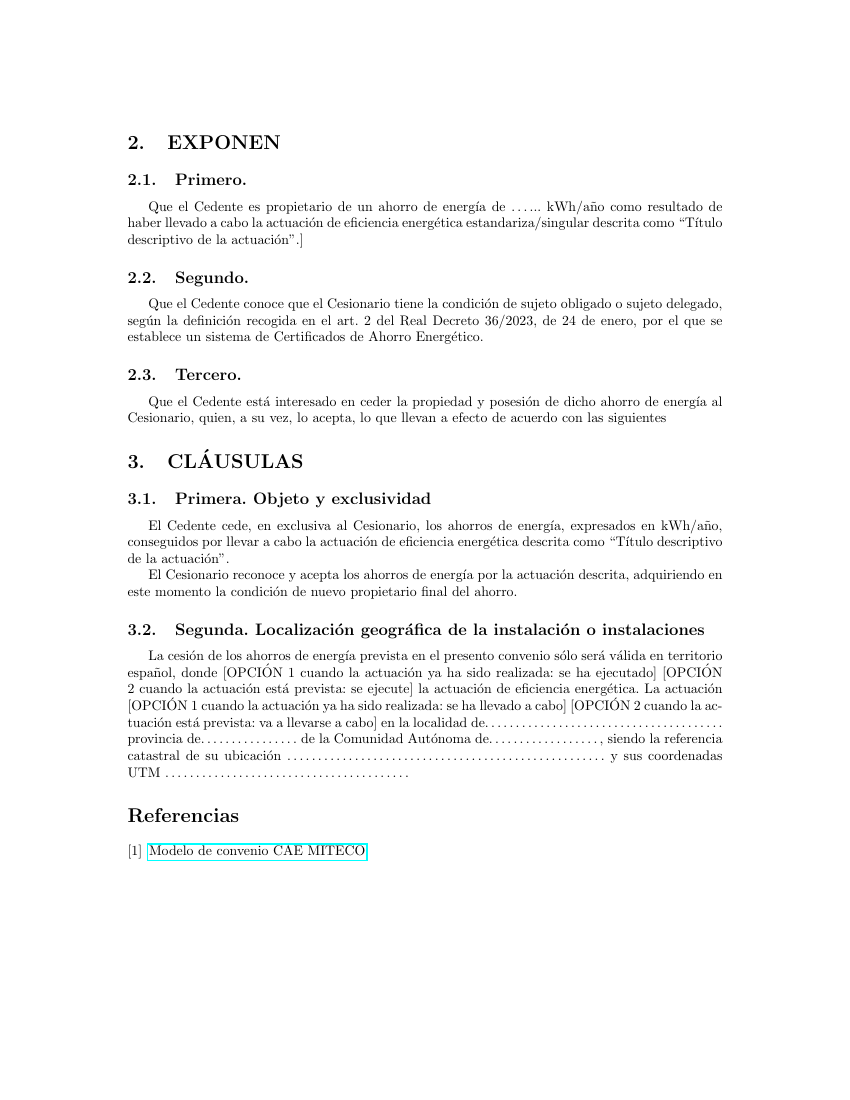 2. EXPONEN
2.1. Primero.
Que el Cedente es propietario de un ahorro de energía de . . . ... kWh/año como resultado de
haber llevado a cabo la actuación de eficiencia energética estandariza/singular descrita como “Título
descriptivo de la actuación”.]
2.2. Segundo.
Que el Cedente conoce que el Cesionario tiene la condición de sujeto obligado o sujeto delegado,
según la definición recogida en el art. 2 del Real Decreto 36/2023, de 24 de enero, por el que se
establece un sistema de Certificados de Ahorro Energético.
2.3. Tercero.
Que el Cedente está interesado en ceder la propiedad y posesión de dicho ahorro de energía al
Cesionario, quien, a su vez, lo acepta, lo que llevan a efecto de acuerdo con las siguientes
3. CLÁUSULAS
3.1. Primera. Objeto y exclusividad
El Cedente cede, en exclusiva al Cesionario, los ahorros de energía, expresados en kWh/año,
conseguidos por llevar a cabo la actuación de eficiencia energética descrita como “Título descriptivo
de la actuación”.
El Cesionario reconoce y acepta los ahorros de energía por la actuación descrita, adquiriendo en
este momento la condición de nuevo propietario final del ahorro.
3.2. Segunda. Localización geográfica de la instalación o instalaciones
La cesión de los ahorros de energía prevista en el presente convenio sólo será válida en territorio
español, donde [OPCIÓN 1 cuando la actuación ya ha sido realizada: se ha ejecutado] [OPCIÓN
2 cuando la actuación está prevista: se ejecute] la actuación de eficiencia energética. La actuación
[OPCIÓN 1 cuando la actuación ya ha sido realizada: se ha llevado a cabo] [OPCIÓN 2 cuando la ac-
tuación está prevista: va a llevarse a cabo] en la localidad de. . . . . . . . . . . . . . . . . . . . . . . . . . . . . . . . . . . . . . .
provincia de. . . . . . . . . . . . . . . . de la Comunidad Autónoma de. . . . . . . . . . . . . . . . . . , siendo la referencia
catastral de su ubicación . . . . . . . . . . . . . . . . . . . . . . . . . . . . . . . . . . . . . . . . . . . . . . . . . . . . y sus coordenadas
UTM . . . . . . . . . . . . . . . . . . . . . . . . . . . . . . . . . . . . . . . .
Referencias
[1] Modelo de convenio CAE MITECO